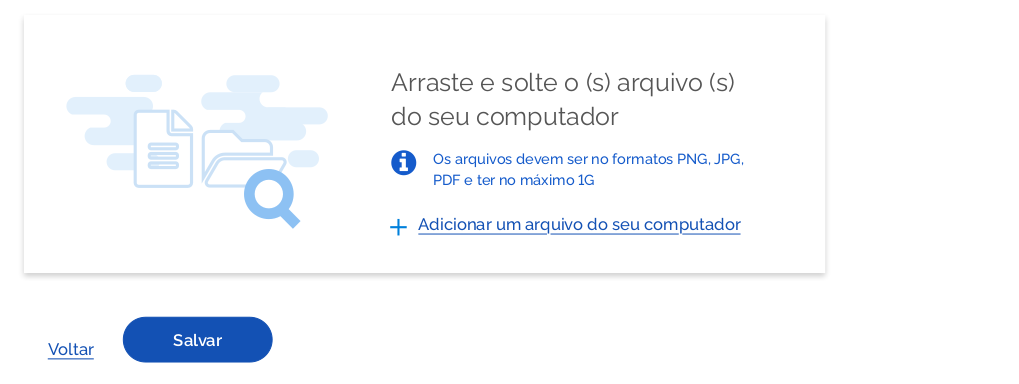 Arraste e solte o (s) arquivo (s)
do seu computador
Os arquivos devem ser no formatos PNG, JPG,
PDF e ter no máximo 1G
Adicionar um arquivo do seu computador
Voltar
Salvar